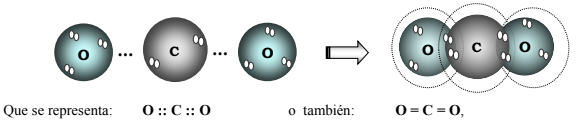 O ... C ... O O C O
Que se representa: O :: C :: O o también: O = C = O,